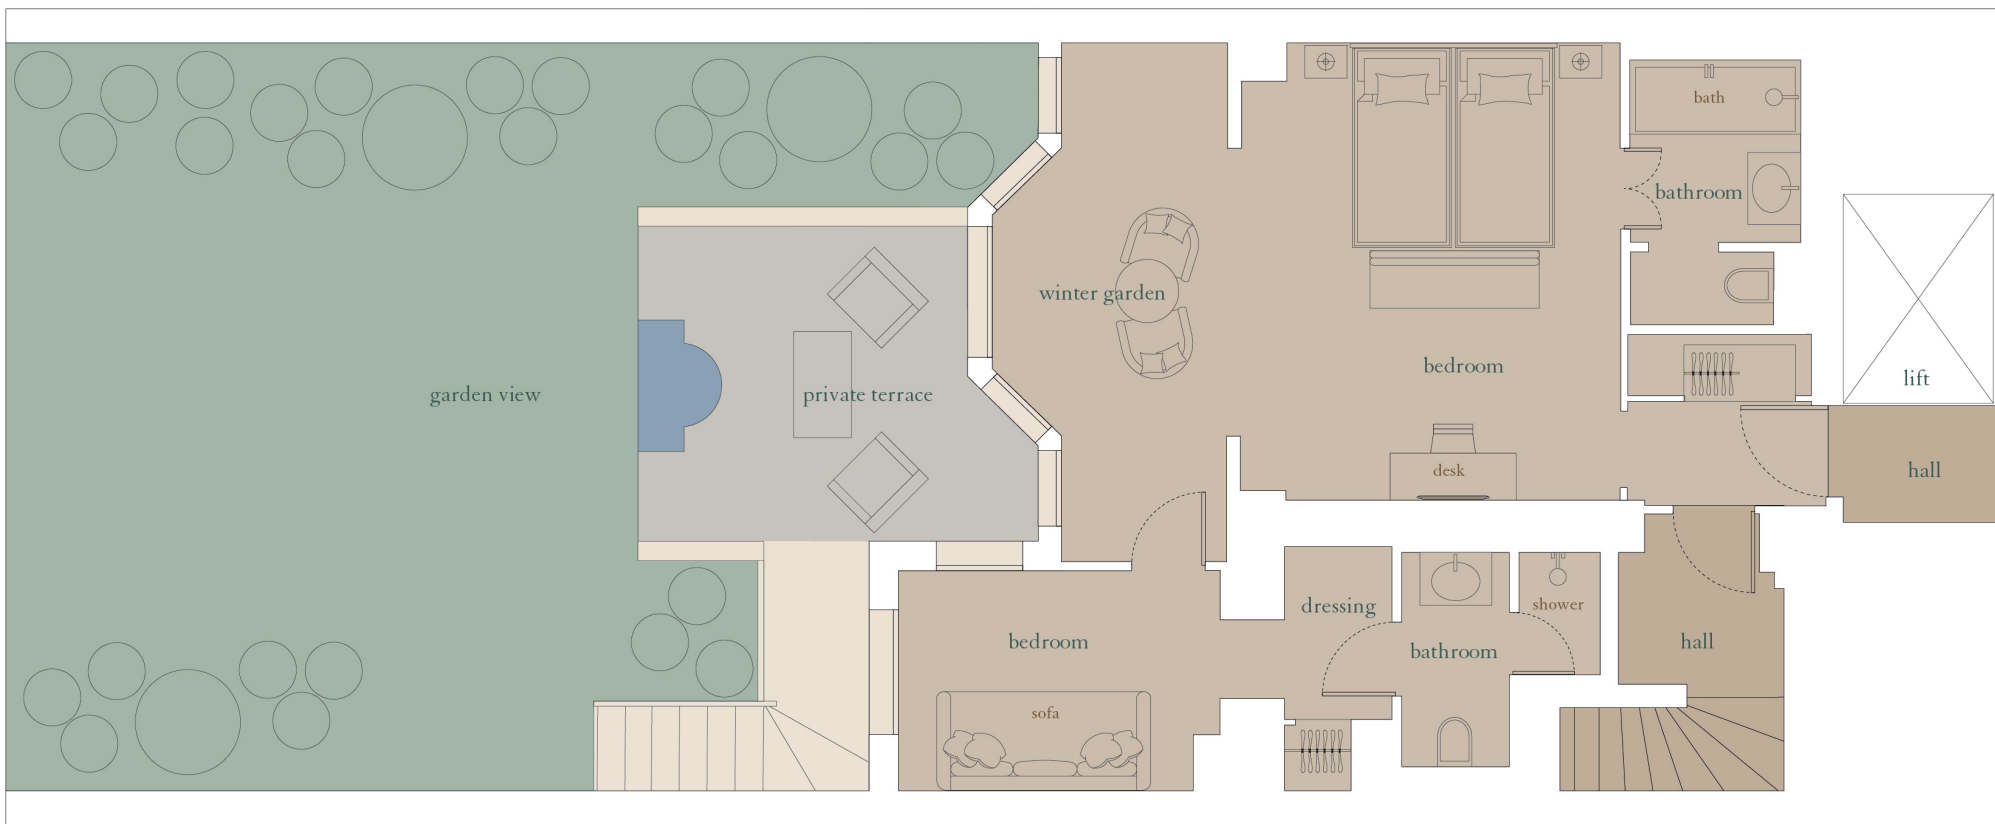 bath
bathroom
winter garden
bedroom
lift
garden view
private terrace
desk
hall
dressing
shower
bedroom
bathroom
hall
sofa